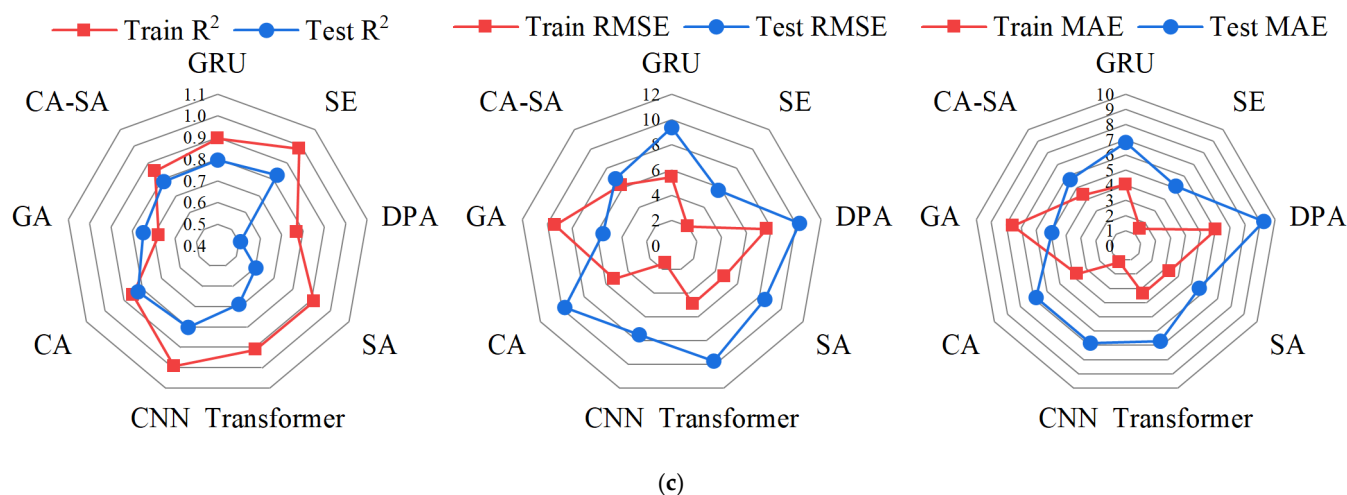 Train R² Test R²
GRU
SE
DPA
SA
Transformer
CNN
CA
GA
CA-SA
1.1
1.0
0.9
0.8
0.7
0.6
0.5
0.4
Train RMSE Test RMSE
GRU
SE
DPA
SA
Transformer
CNN
CA
GA
CA-SA
12
10
8
6
4
2
0
Train MAE Test MAE
GRU
SE
DPA
SA
Transformer
CNN
CA
GA
CA-SA
10
9
8
7
6
5
4
3
2
1
0
(c)